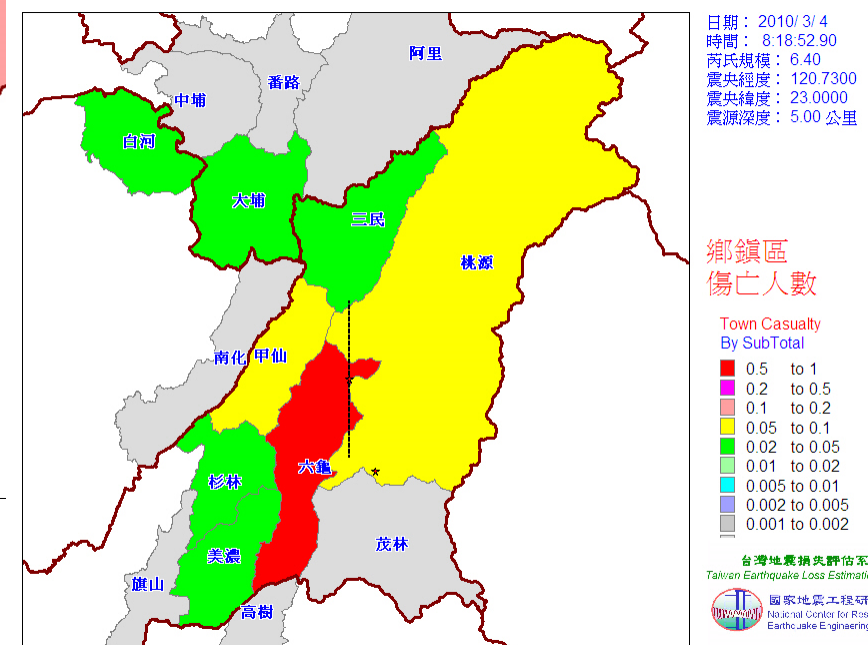 日期： 2010/ 3/ 4
時間： 8:18:52.90
芮氏規模： 6.40
震央經度： 120.7300
震央緯度： 23.0000
震源深度： 5.00 公里
阿里
番路
中埔
白河
大埔
三民
桃源
南化
甲仙
六龜
杉林
茂林
美濃
旗山
高樹
鄉鎮區
傷亡人數
Town Casualty
By SubTotal
0.5 to 1
0.2 to 0.5
0.1 to 0.2
0.05 to 0.1
0.02 to 0.05
0.01 to 0.02
0.005 to 0.01
0.002 to 0.005
0.001 to 0.002
台灣地震損失評估系
Taiwan Earthquake Loss Estimati
國家地震工程研
National Center for Res
Earthquake Engineering